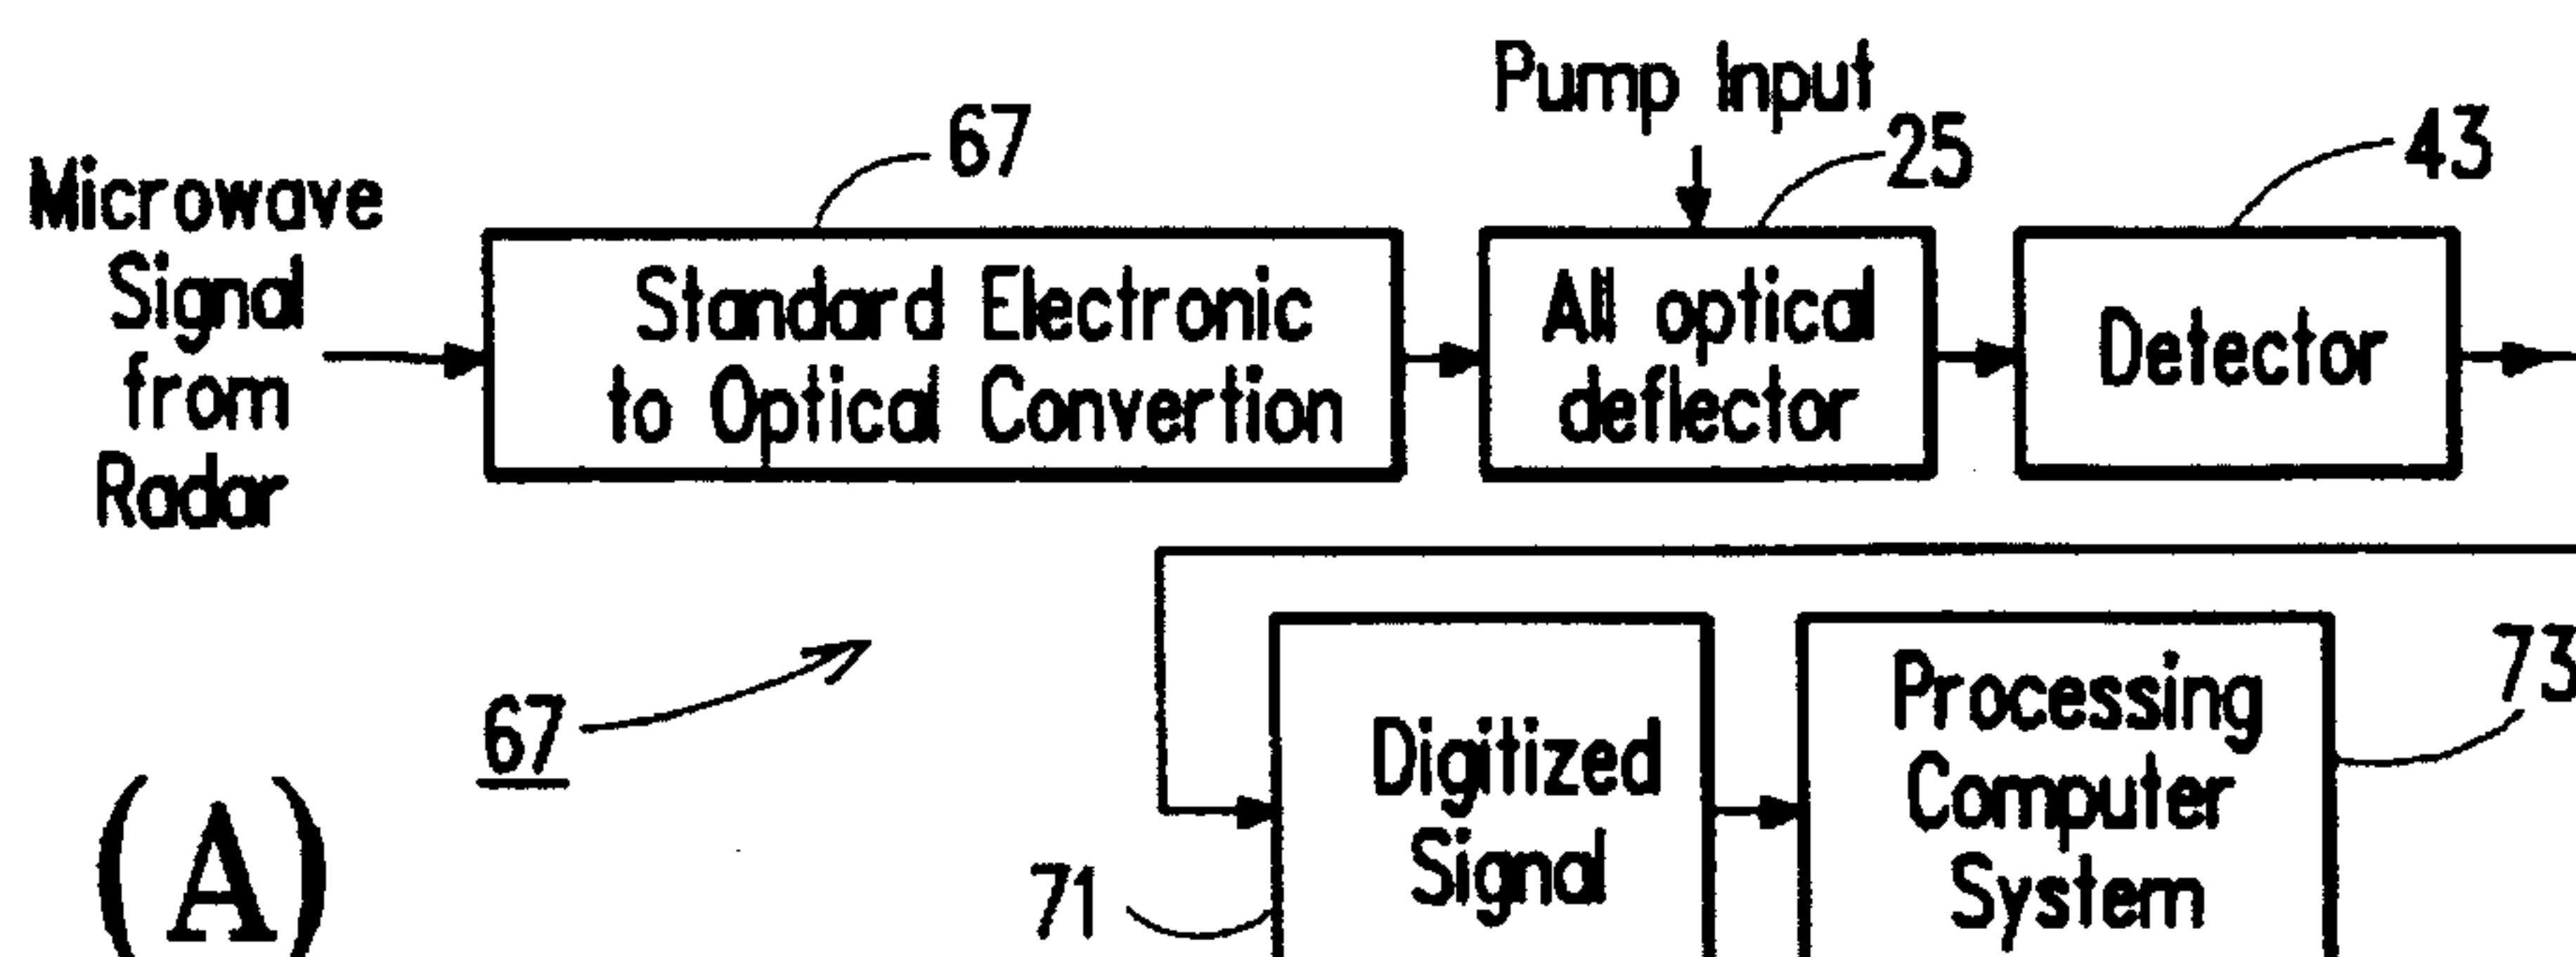 Pump Input
67
25
43
Microwave
Signal
from
Radar
Standard Electronic
to Optical Convertion
All optical
deflector
Detector
67
71
Digitized
Signal
Processing
Computer
System
73
(A)